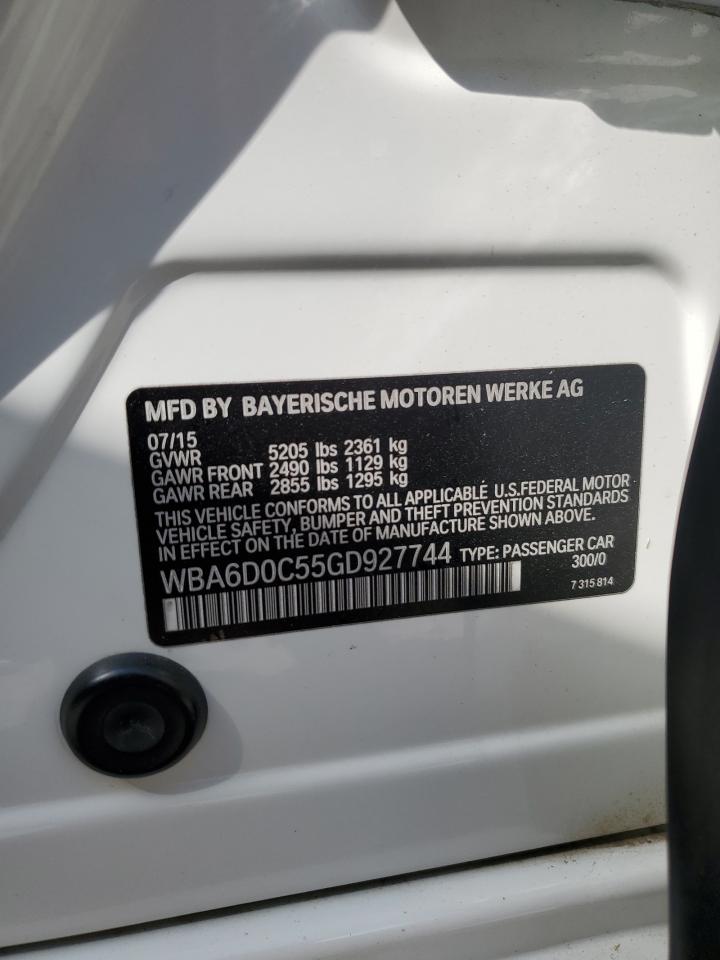 MFD BY BAYERISCHE MOTOREN WERKE AG
07/15
GVWR 5205 lbs 2361 kg
GAWR FRONT 2490 lbs 1129 kg
GAWR REAR 2855 lbs 1295 kg
THIS VEHICLE CONFORMS TO ALL APPLICABLE U.S.FEDERAL MOTOR
VEHICLE SAFETY, BUMPER AND THEFT PREVENTION STANDARDS
IN EFFECT ON THE DATE OF MANUFACTURE SHOWN ABOVE.
WBA6D0C55GD927744 TYPE: PASSENGER CAR
300/0
7 315 814